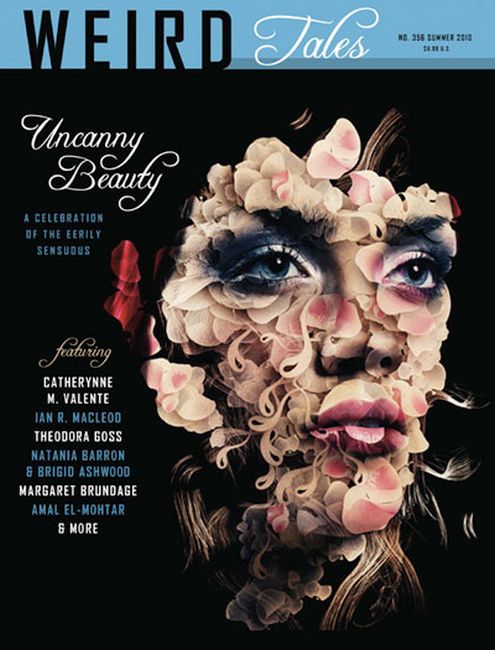 WEIRD Tales
NO. 356 SUMMER 2010
$6.99 U.S.
Uncanny
Beauty
A CELEBRATION
OF THE EERILY
SENSUOUS
featuring
CATHERYNNE
M. VALENTE
IAN R. MACLEOD
THEODORA GOSS
NATANIA BARRON
& BRIGID ASHWOOD
MARGARET BRUNDAGE
AMAL EL-MOHTAR
& MORE